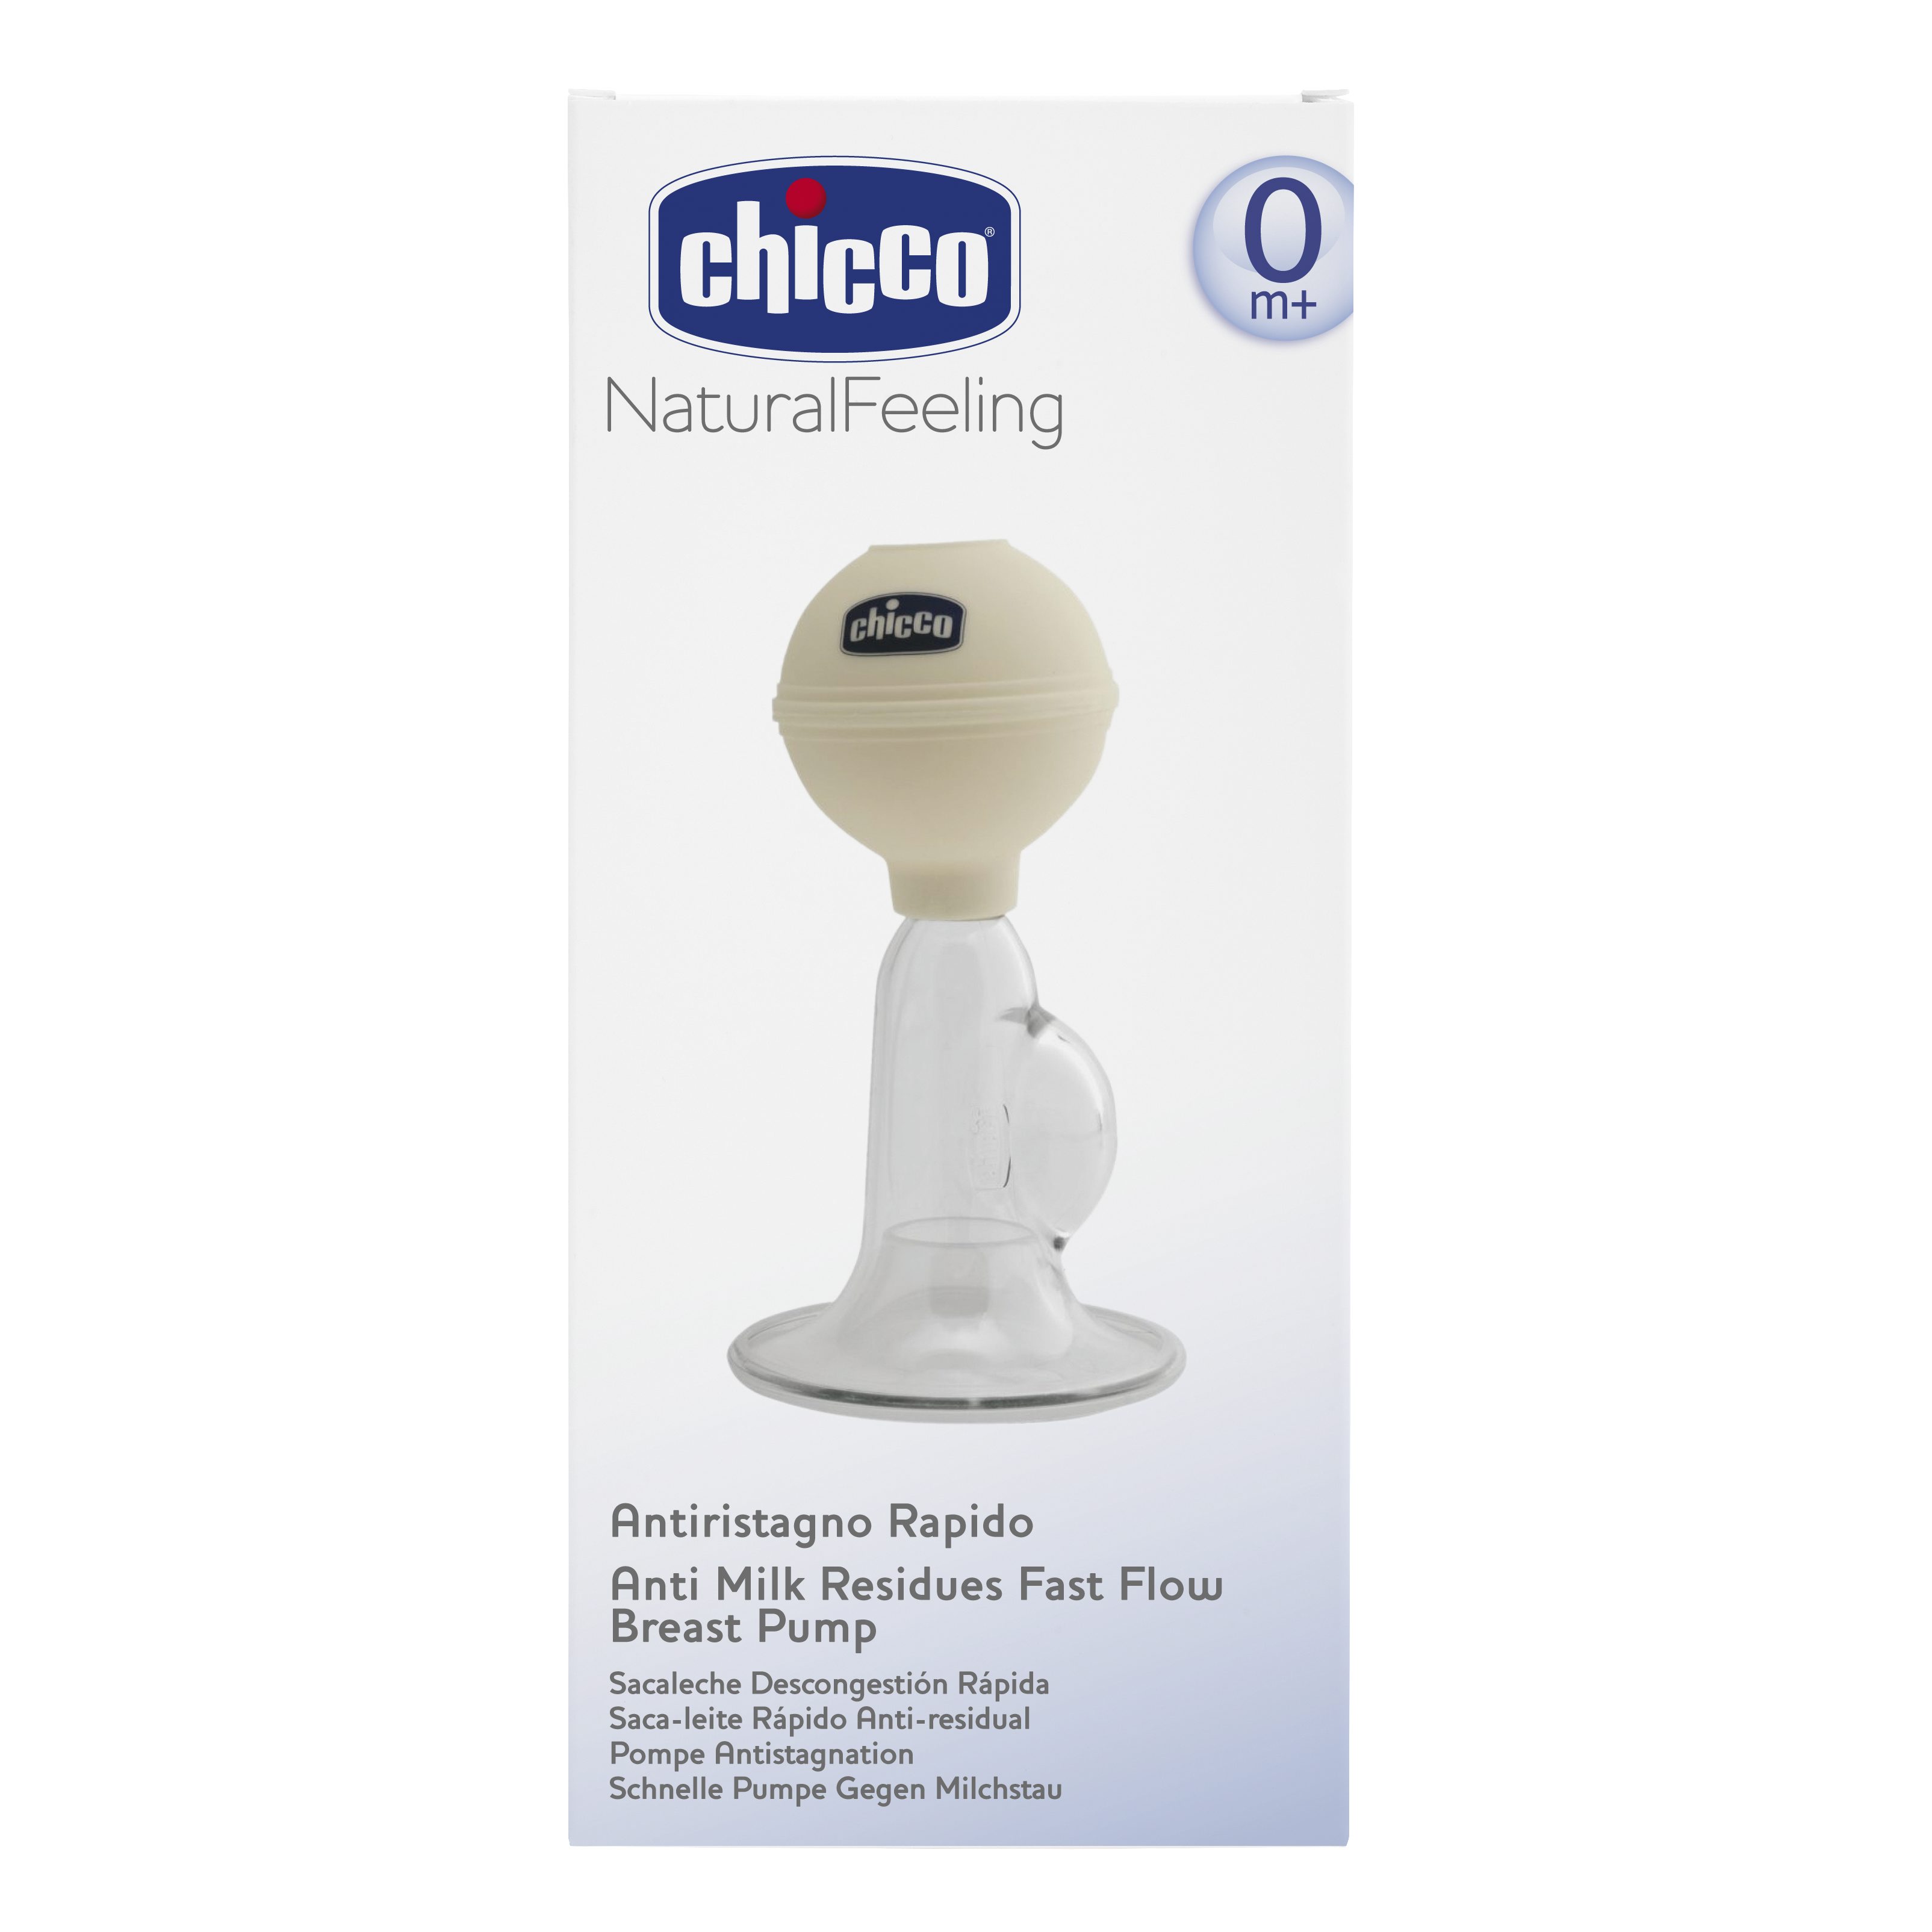 chicco®
0
m+
NaturalFeeling
chicco
Antiristagno Rapido
Anti Milk Residues Fast Flow
Breast Pump
Sacaleche Descongestión Rápida
Saca-leite Rápido Anti-residual
Pompe Antistagnation
Schnelle Pumpe Gegen Milchstau